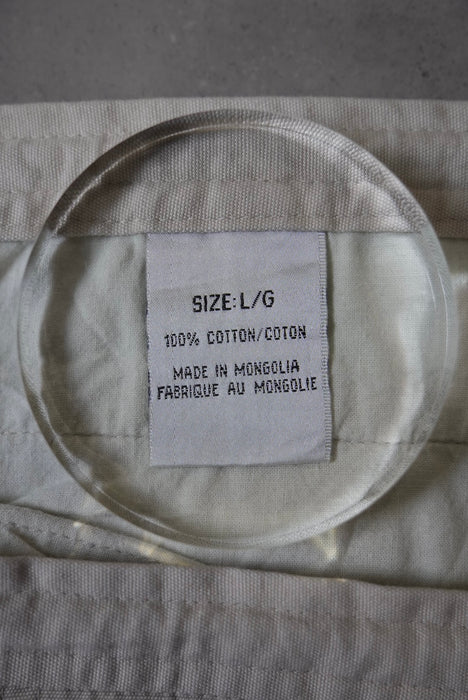 SIZE: L/G
100% COTTON/COTON
MADE IN MONGOLIA
FABRIQUE AU MONGOLIE